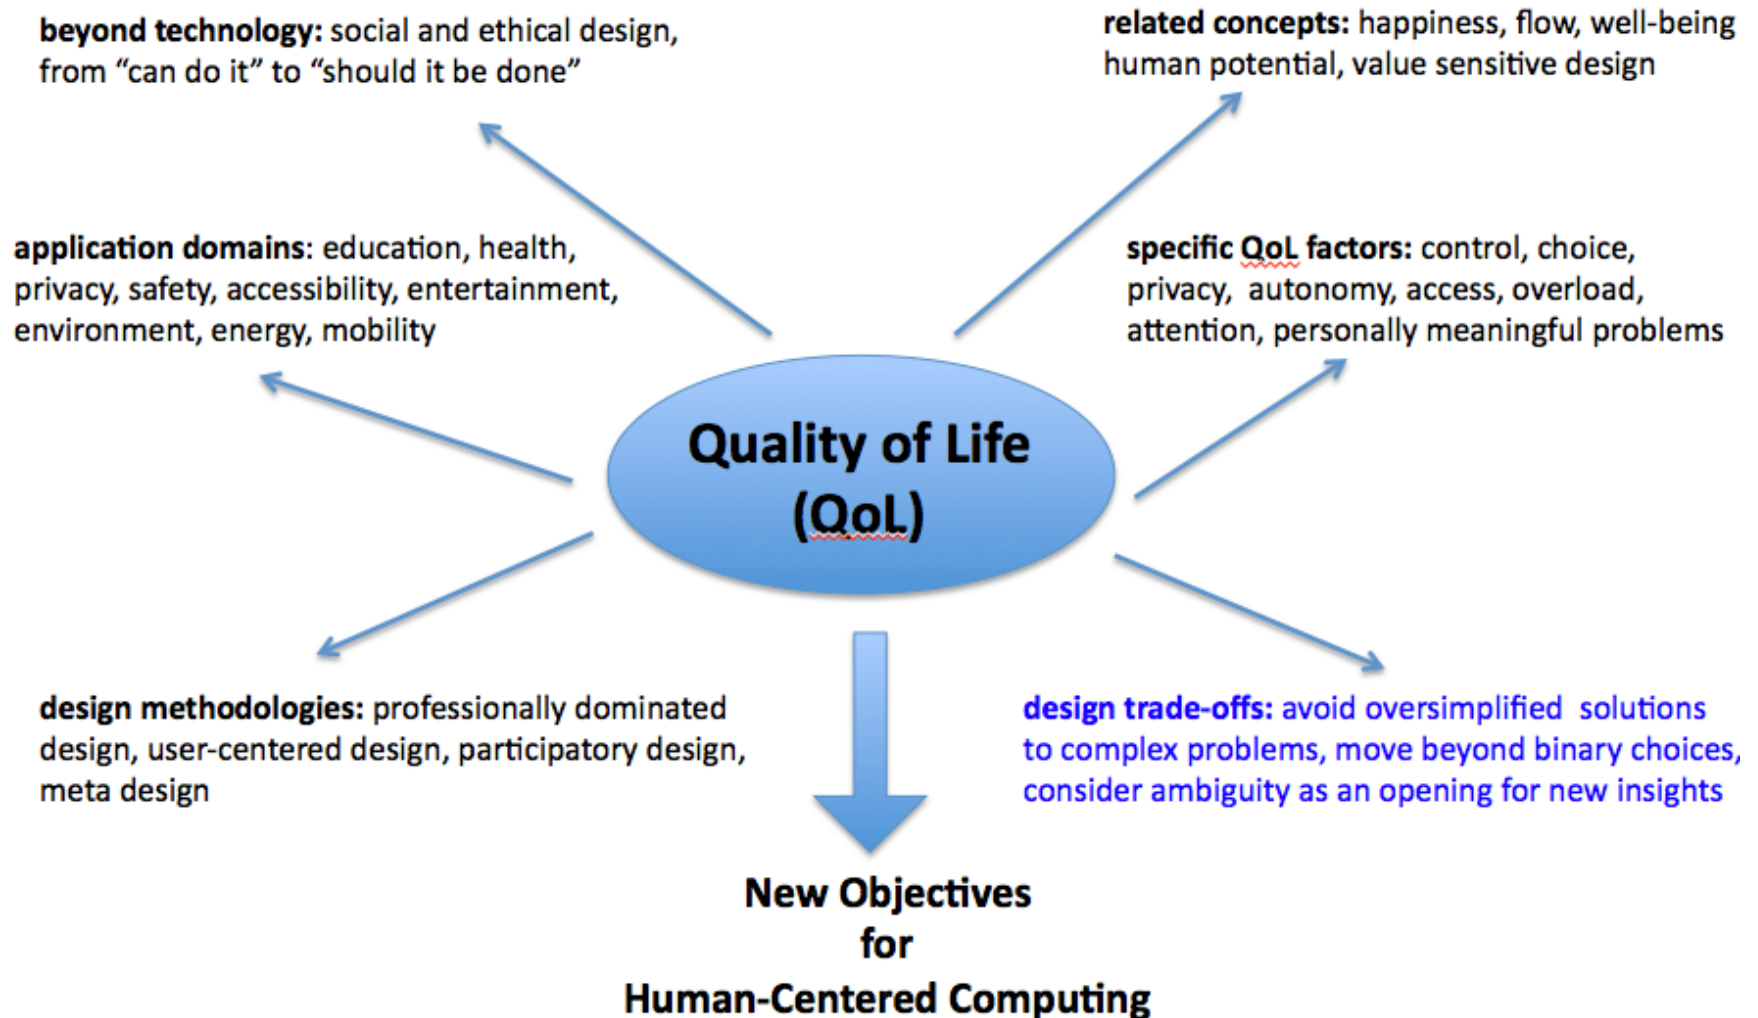 beyond technology: social and ethical design,
from “can do it” to “should it be done”
related concepts: happiness, flow, well-being
human potential, value sensitive design
application domains: education, health,
privacy, safety, accessibility, entertainment,
environment, energy, mobility
specific QoL factors: control, choice,
privacy, autonomy, access, overload,
attention, personally meaningful problems
Quality of Life
(QoL)
design methodologies: professionally dominated
design, user-centered design, participatory design,
meta design
design trade-offs: avoid oversimplified solutions
to complex problems, move beyond binary choices,
consider ambiguity as an opening for new insights
New Objectives
for
Human-Centered Computing